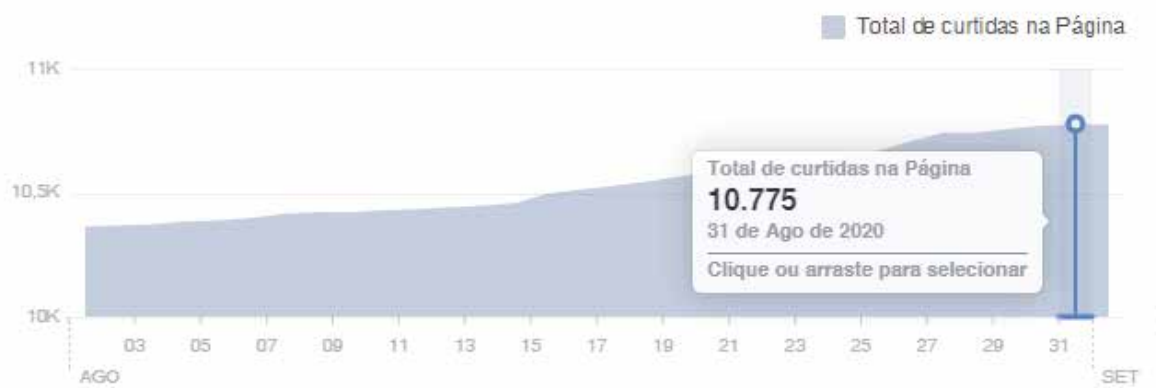 Total de curtidas na Página
11K
10,5K
10K
Total de curtidas na Página
10.775
31 de Ago de 2020
Clique ou arraste para selecionar
03 05 07 09 11 13 15 17 19 21 23 25 27 29 31
AGO SET